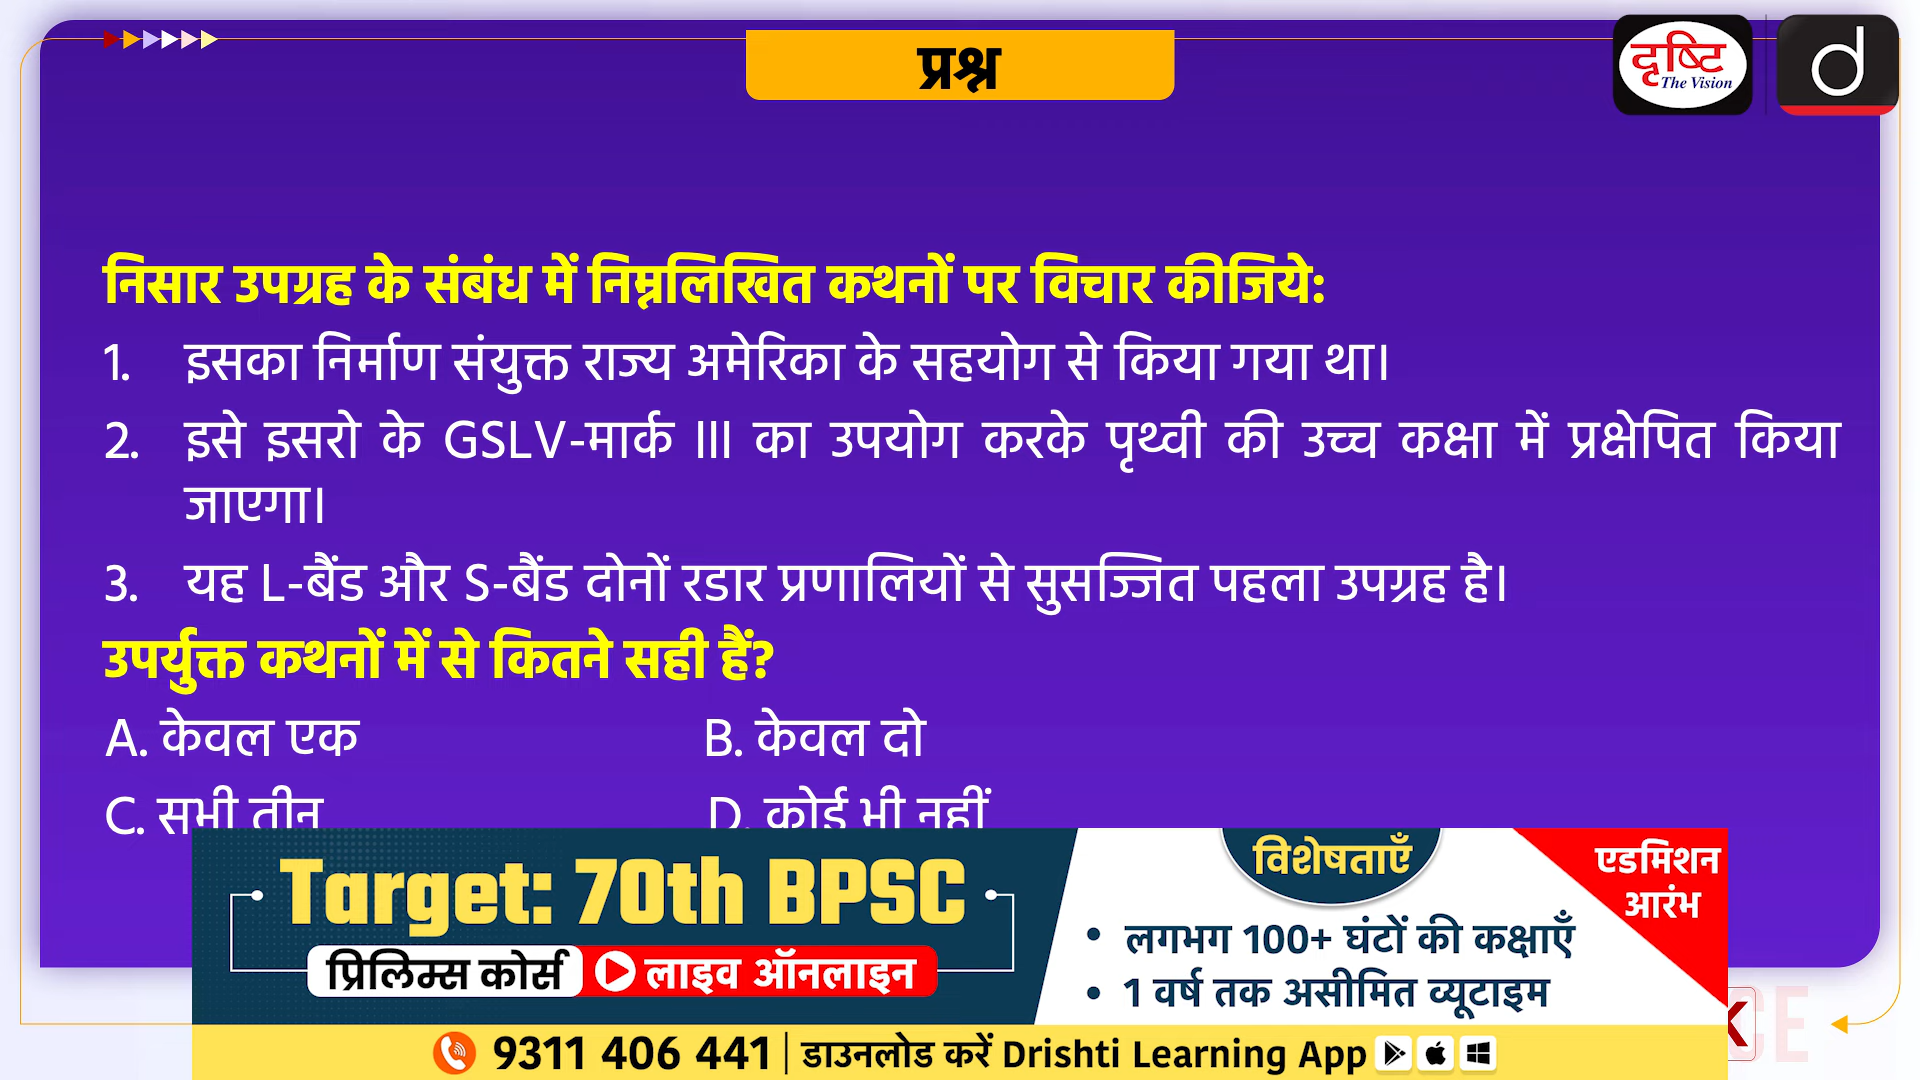 प्रश्न
दृष्टि
The Vision
d
निसार उपग्रह के संबंध में निम्नलिखित कथनों पर विचार कीजिये:
1. इसका निर्माण संयुक्त राज्य अमेरिका के सहयोग से किया गया था।
2. इसे इसरो के GSLV-मार्क III का उपयोग करके पृथ्वी की उच्च कक्षा में प्रक्षेपित किया
जाएगा।
3. यह L-बैंड और S-बैंड दोनों रडार प्रणालियों से सुसज्जित पहला उपग्रह है।
उपर्युक्त कथनों में से कितने सही हैं?
A. केवल एक B. केवल दो
C. सभी तीन D. कोई भी नहीं
Target: 70th BPSC
प्रिलिम्स कोर्स लाइव ऑनलाइन
विशेषताएँ
• लगभग 100+ घंटों की कक्षाएँ
• 1 वर्ष तक असीमित व्यूटाइम
एडमिशन
आरंभ
9311 406 441 | डाउनलोड करें Drishti Learning App